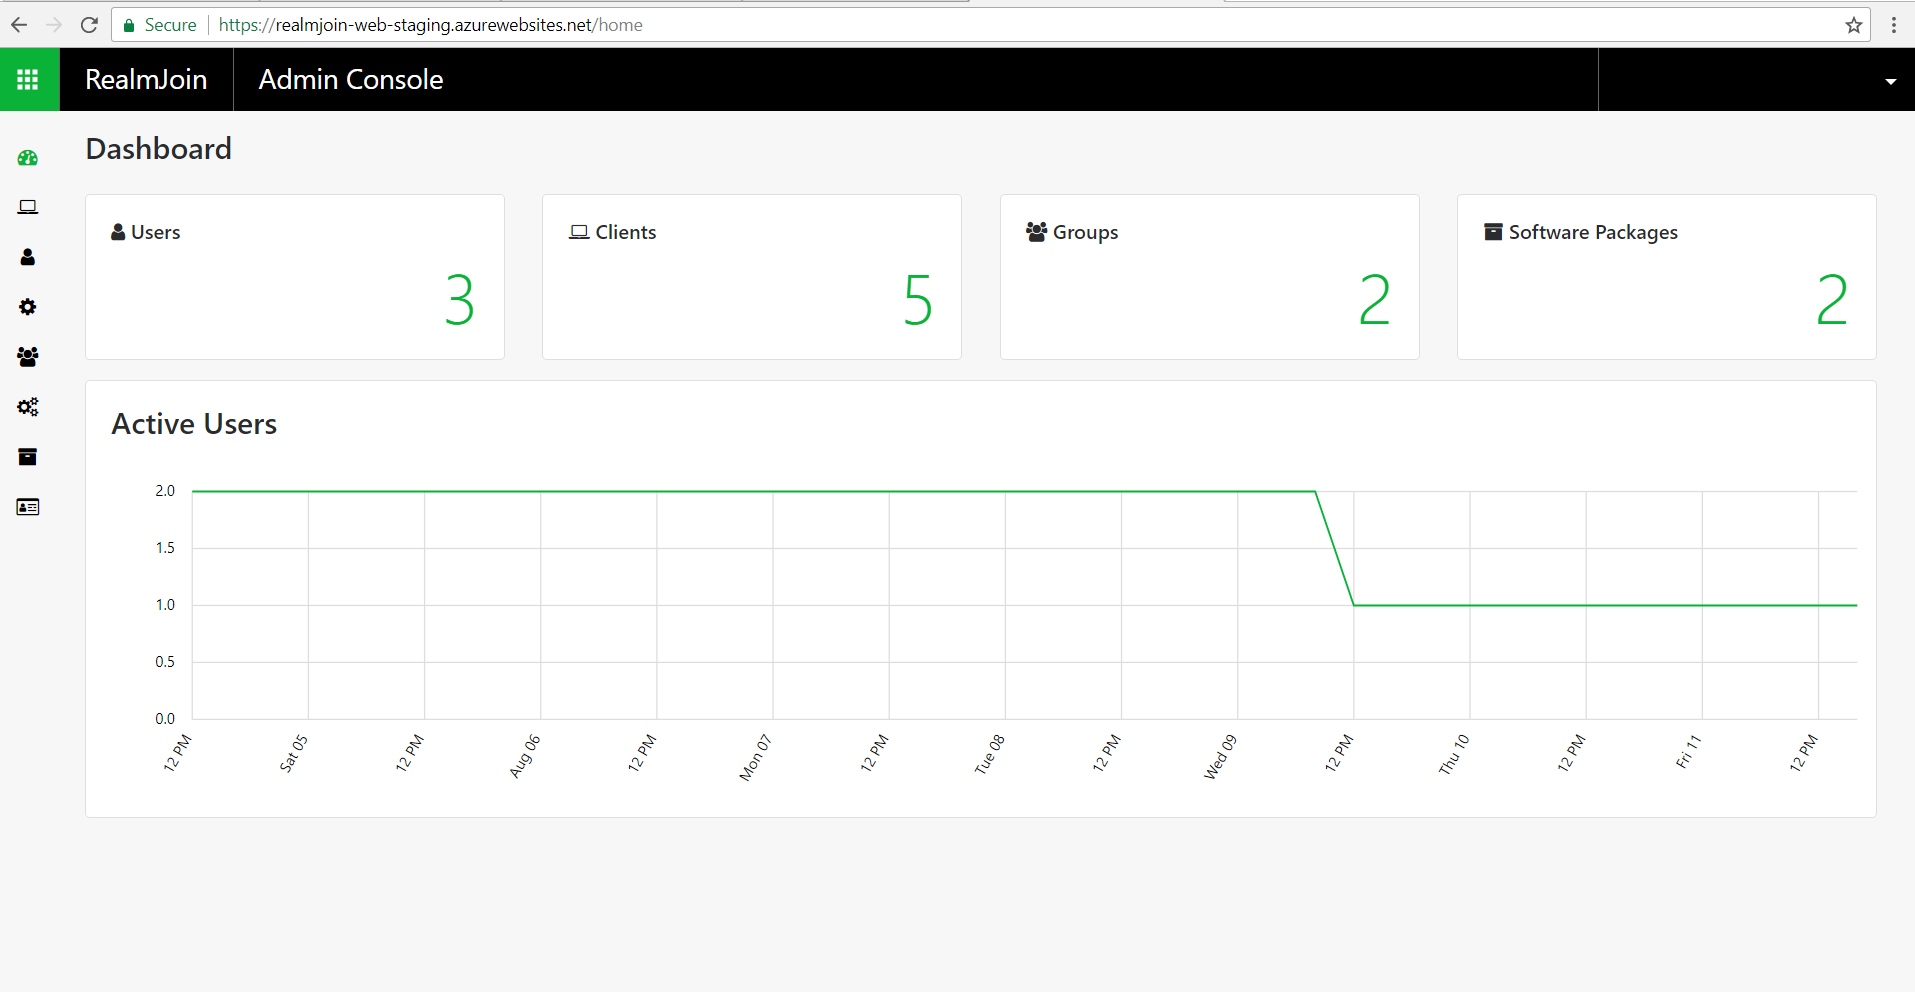 Secure https://realmjoin-web-staging.azurewebsites.net/home
RealmJoin Admin Console
Dashboard
Users
3
Clients
5
Groups
2
Software Packages
2
Active Users
2.0
1.5
1.0
0.5
0.0
12 PM
Sat 05
12 PM
Aug 06
12 PM
Mon 07
12 PM
Tue 08
12 PM
Wed 09
12 PM
Thu 10
12 PM
Fri 11
12 PM